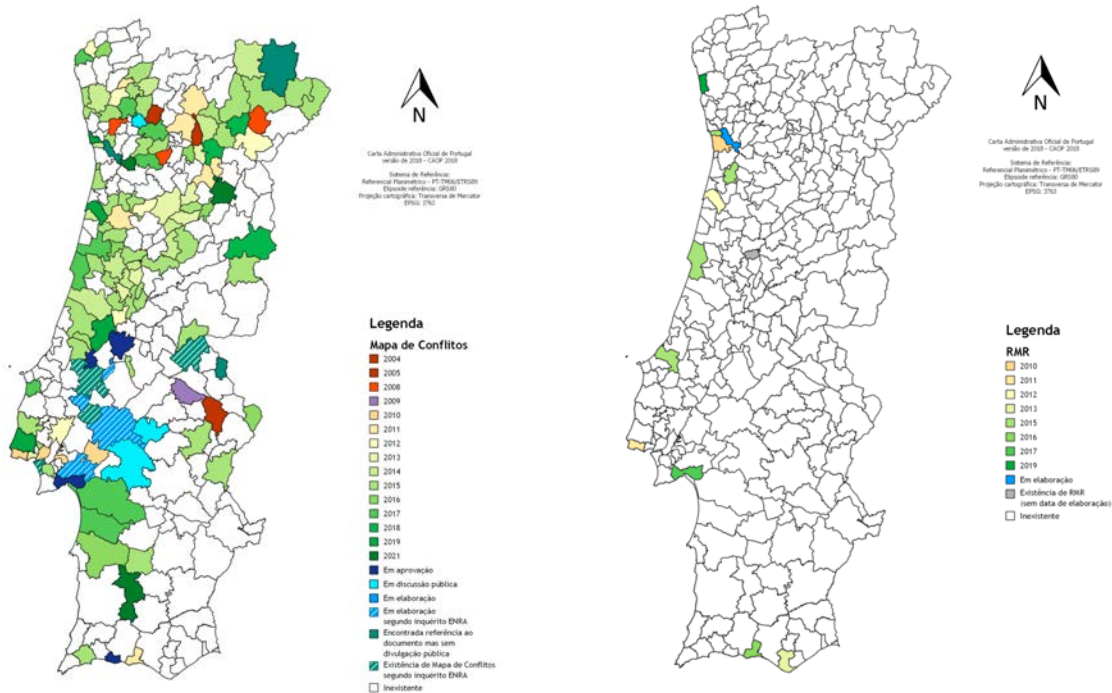 N
Carta Administrativa Oficial de Portugal
versão de 2018 - CAOP 2018
Sistema de Referência:
Referencial Planimétrico - PT-TM06/ETRS89
Elipsoide referência: GRS80
Projeção cartográfica: Transversa de Mercator
EPSG: 3763
Legenda
Mapa de Conflitos
2004
2005
2008
2009
2010
2011
2012
2013
2014
2015
2016
2017
2018
2019
2021
Em aprovação
Em discussão pública
Em elaboração
Em elaboração
segundo inquérito ENRA
Encontrada referência ao
documento mas sem
divulgação pública
Existência de Mapa de Conflitos
segundo inquérito ENRA
Inexistente
N
Carta Administrativa Oficial de Portugal
versão de 2018 - CAOP 2018
Sistema de Referência:
Referencial Planimétrico - PT-TM06/ETRS89
Elipsoide referência: GRS80
Projeção cartográfica: Transversa de Mercator
EPSG: 3763
Legenda
RMR
2010
2011
2012
2013
2015
2016
2017
2019
Em elaboração
Existência de RMR
(sem data de elaboração)
Inexistente